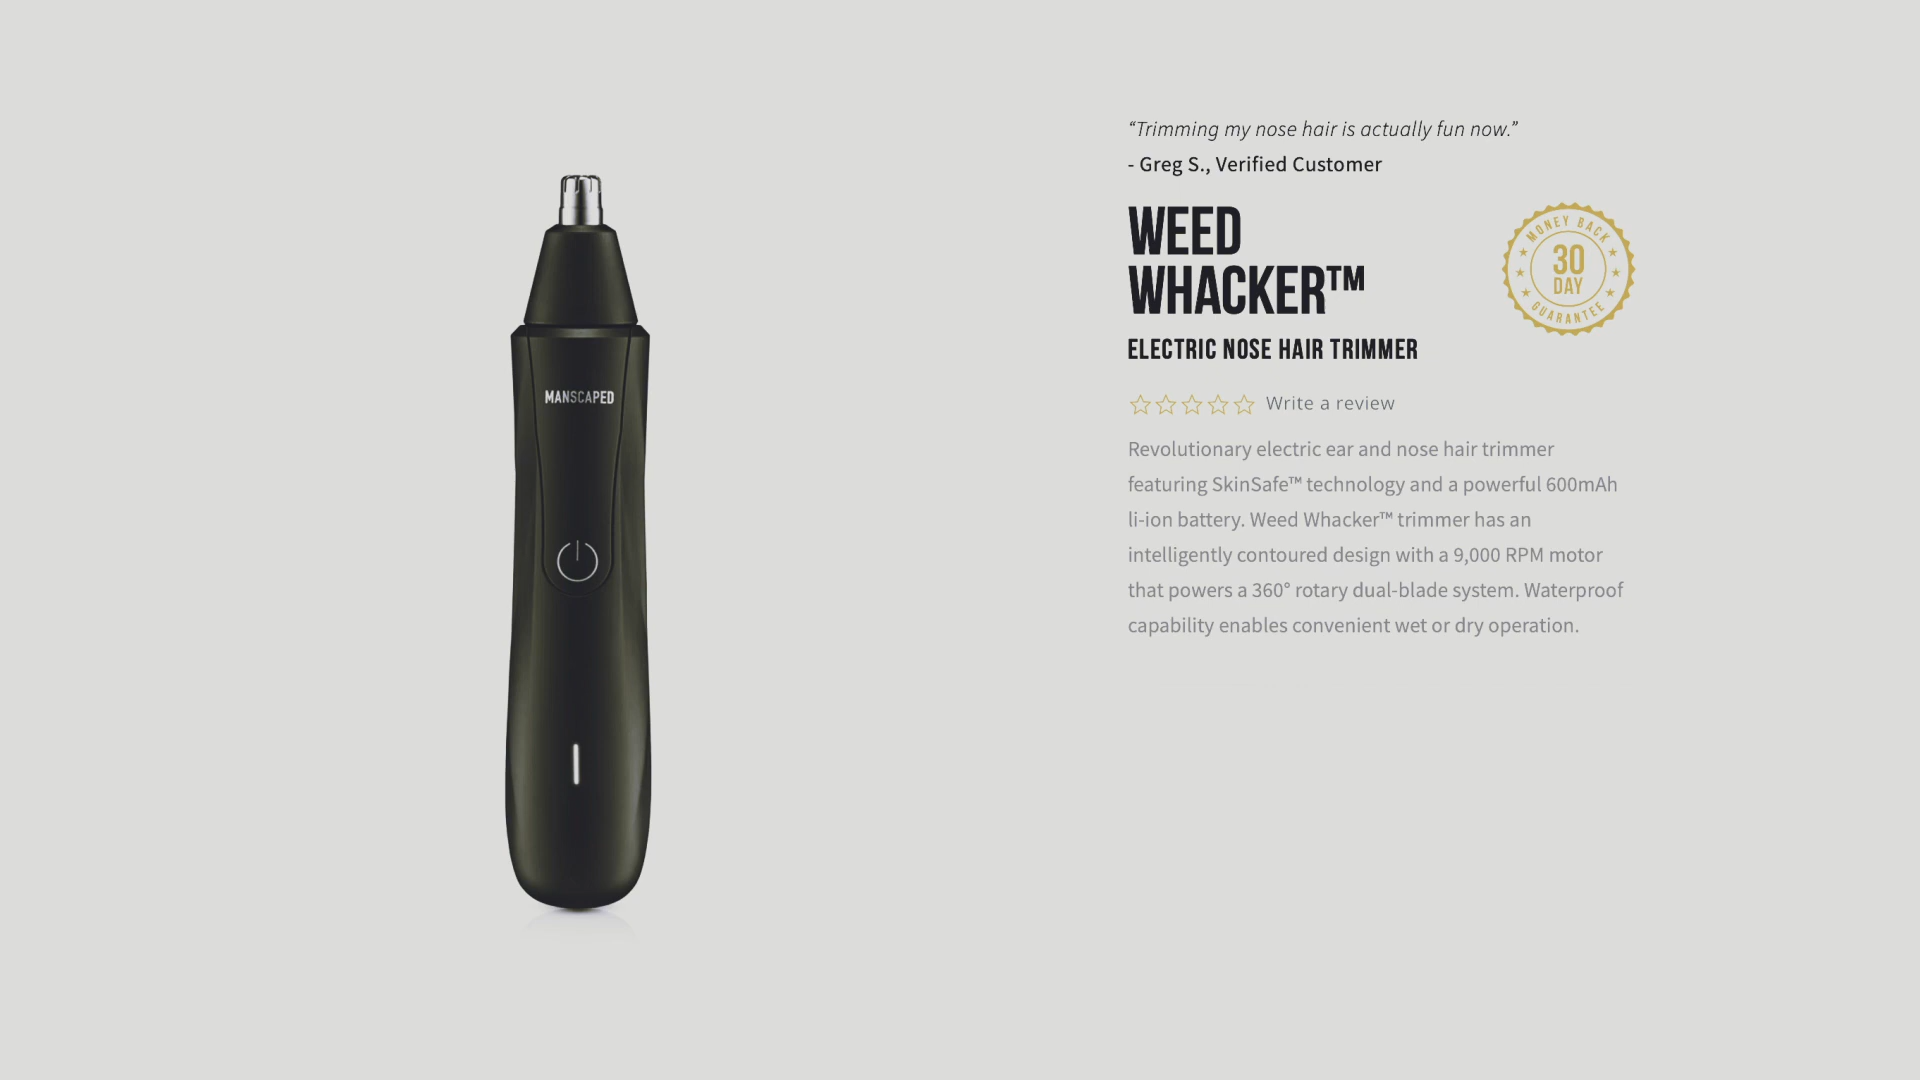 “Trimming my nose hair is actually fun now.”
- Greg S., Verified Customer
WEED
WHACKER™
ELECTRIC NOSE HAIR TRIMMER
MONEY BACK
30
DAY
GUARANTEE
Write a review
Revolutionary electric ear and nose hair trimmer
featuring SkinSafe™ technology and a powerful 600mAh
li-ion battery. Weed Whacker™ trimmer has an
intelligently contoured design with a 9,000 RPM motor
that powers a 360° rotary dual-blade system. Waterproof
capability enables convenient wet or dry operation.
MANSCAPED